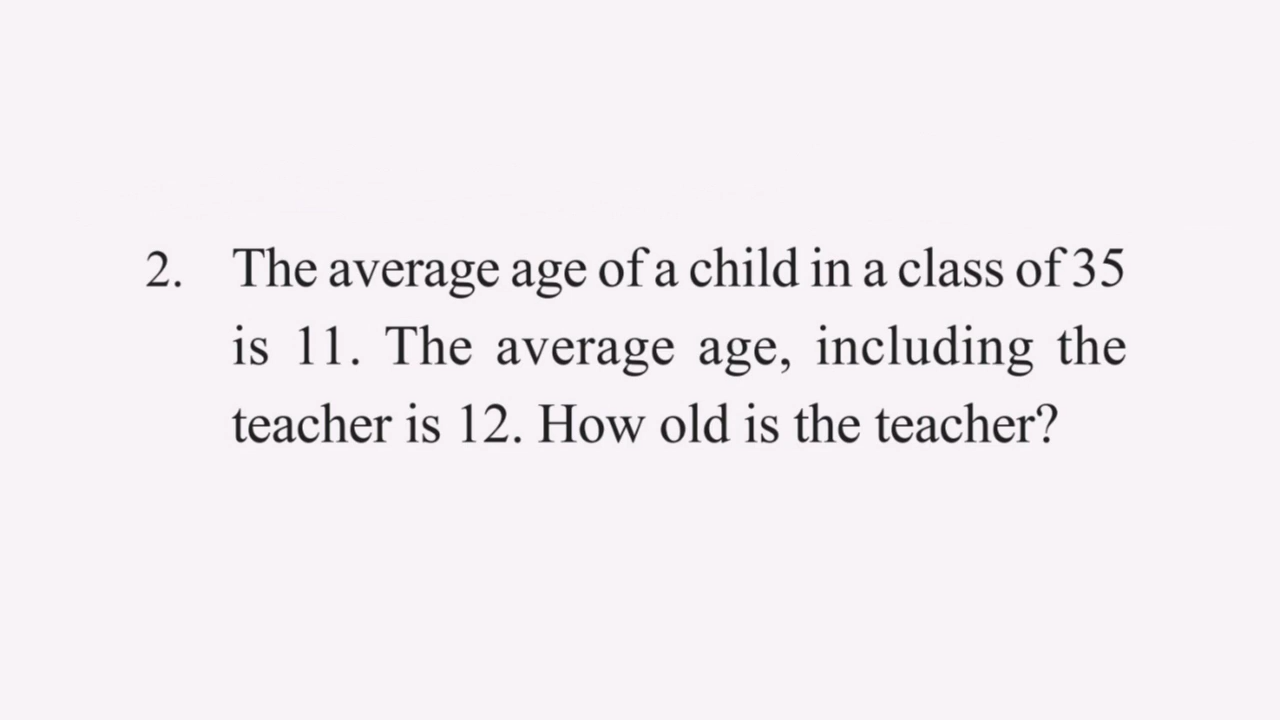 2. The average age of a child in a class of 35
is 11. The average age, including the
teacher is 12. How old is the teacher?